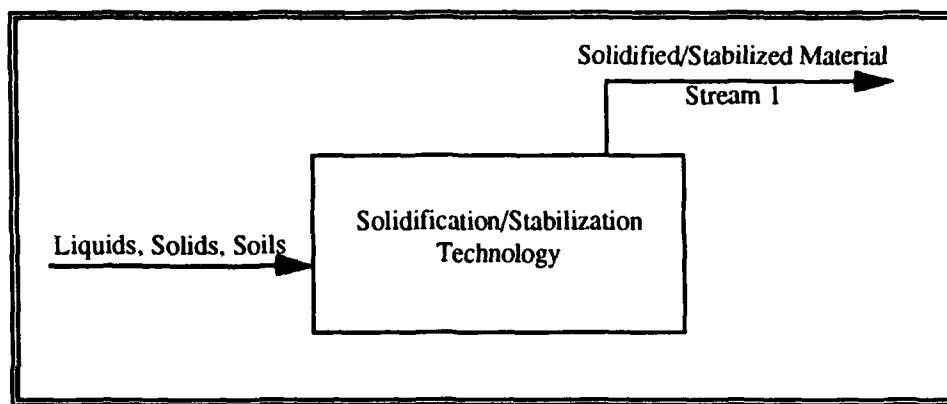 Solidified/Stabilized Material
Stream 1
Solidification/Stabilization
Technology
Liquids, Solids, Soils